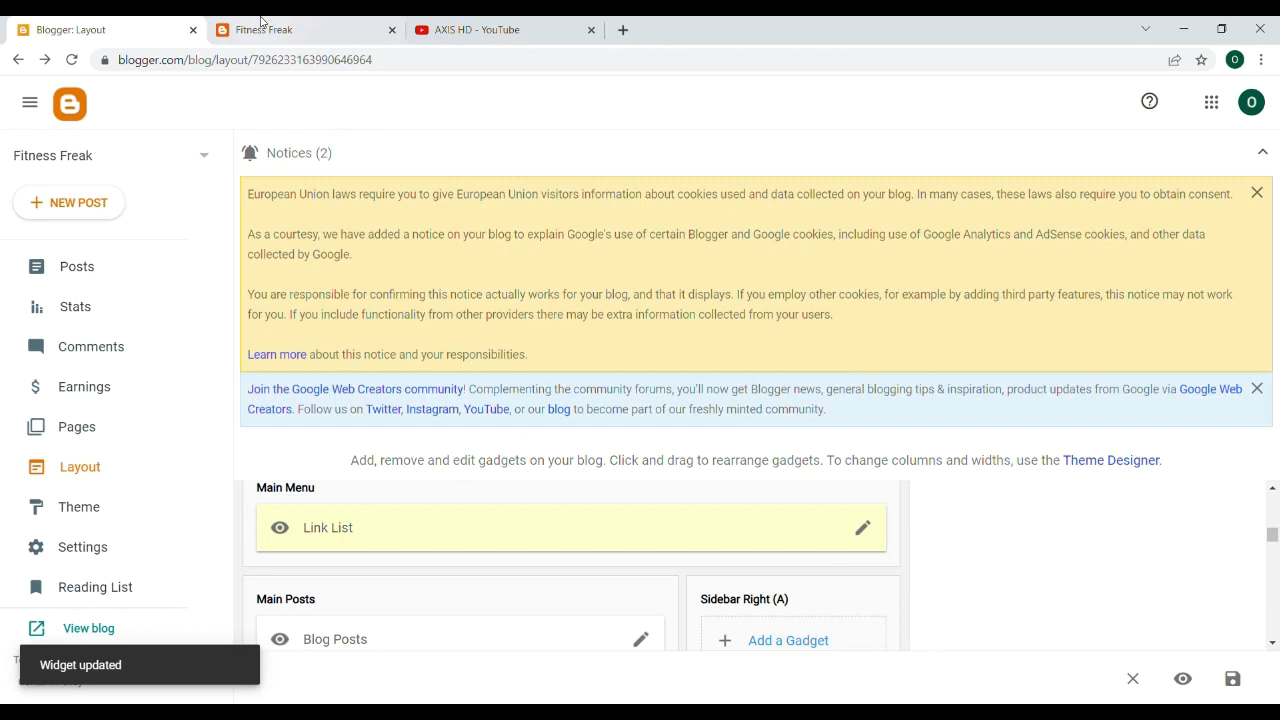 Blogger: Layout
Fitness Freak
AXIS HD - YouTube
blogger.com/blog/layout/7926233163990646964
O
O
Fitness Freak
NEW POST
Posts
Stats
Comments
Earnings
Pages
Layout
Theme
Settings
Reading List
View blog
Widget updated
Notices (2)
European Union laws require you to give European Union visitors information about cookies used and data collected on your blog. In many cases, these laws also require you to obtain consent.
As a courtesy, we have added a notice on your blog to explain Google's use of certain Blogger and Google cookies, including use of Google Analytics and AdSense cookies, and other data
collected by Google.
You are responsible for confirming this notice actually works for your blog, and that it displays. If you employ other cookies, for example by adding third party features, this notice may not work
for you. If you include functionality from other providers there may be extra information collected from your users.
Learn more about this notice and your responsibilities.
Join the Google Web Creators community! Complementing the community forums, you'll now get Blogger news, general blogging tips & inspiration, product updates from Google via Google Web
Creators. Follow us on Twitter, Instagram, YouTube, or our blog to become part of our freshly minted community.
Add, remove and edit gadgets on your blog. Click and drag to rearrange gadgets. To change columns and widths, use the Theme Designer.
Main Menu
Link List
Main Posts
Blog Posts
Sidebar Right (A)
Add a Gadget